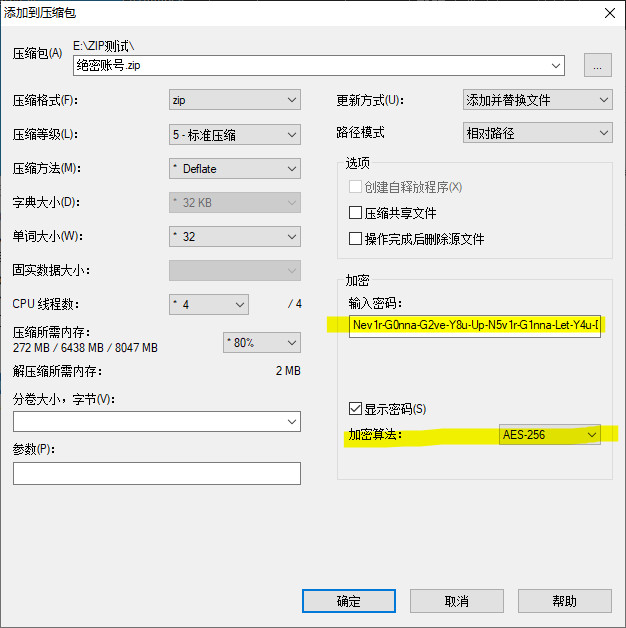 添加到压缩包
压缩包(A)
E:\ZIP测试\
绝密账号.zip
...
压缩格式(F):
zip
压缩等级(L):
5 - 标准压缩
压缩方法(M):
* Deflate
字典大小(D):
* 32 KB
单词大小(W):
* 32
固实数据大小:
CPU 线程数:
* 4
/ 4
压缩所需内存:
272 MB / 6438 MB / 8047 MB
* 80%
解压缩所需内存:
2 MB
分卷大小，字节(V):
参数(P):
更新方式(U):
添加并替换文件
路径模式
相对路径
选项
创建自释放程序(X)
压缩共享文件
操作完成后删除源文件
加密
输入密码:
Nev1r-G0nna-G2ve-Y8u-Up-N5v1r-G1nna-Let-Y4u-D
显示密码(S)
加密算法:
AES-256
确定
取消
帮助